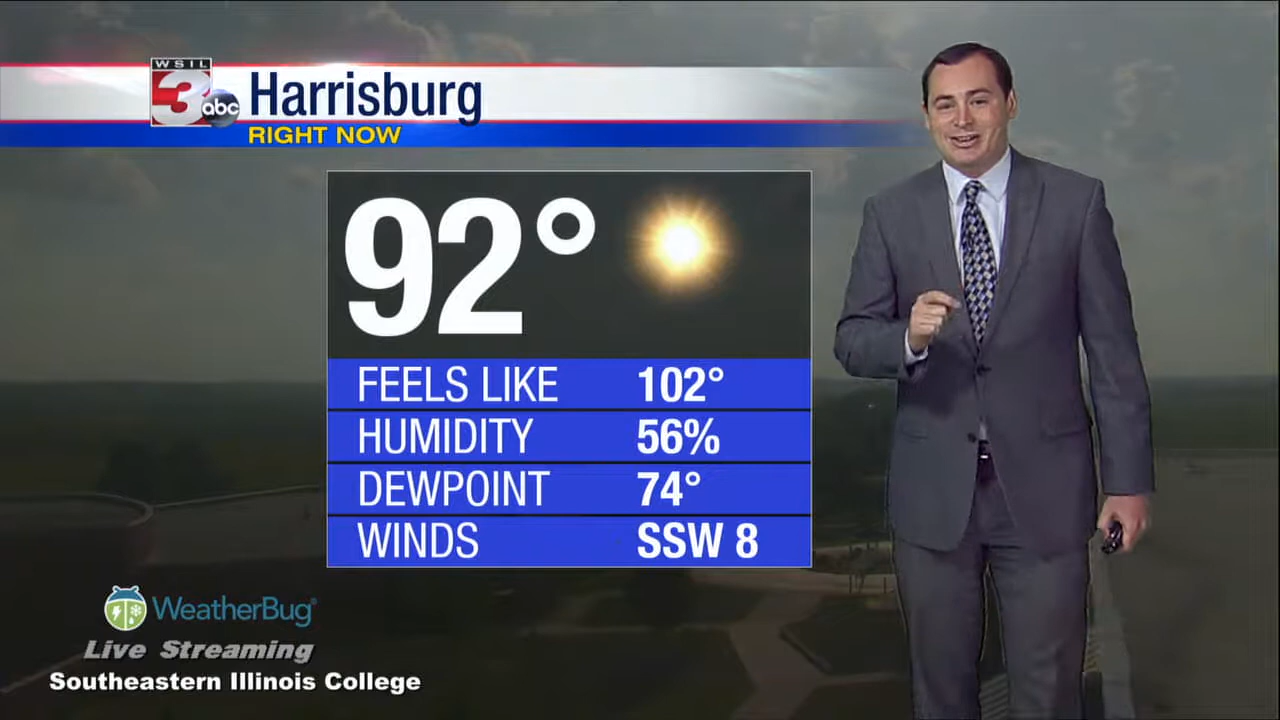 WSIL
3
abc
Harrisburg
RIGHT NOW
92°
FEELS LIKE 102°
HUMIDITY 56%
DEWPOINT 74°
WINDS SSW 8
WeatherBug®
Live Streaming
Southeastern Illinois College